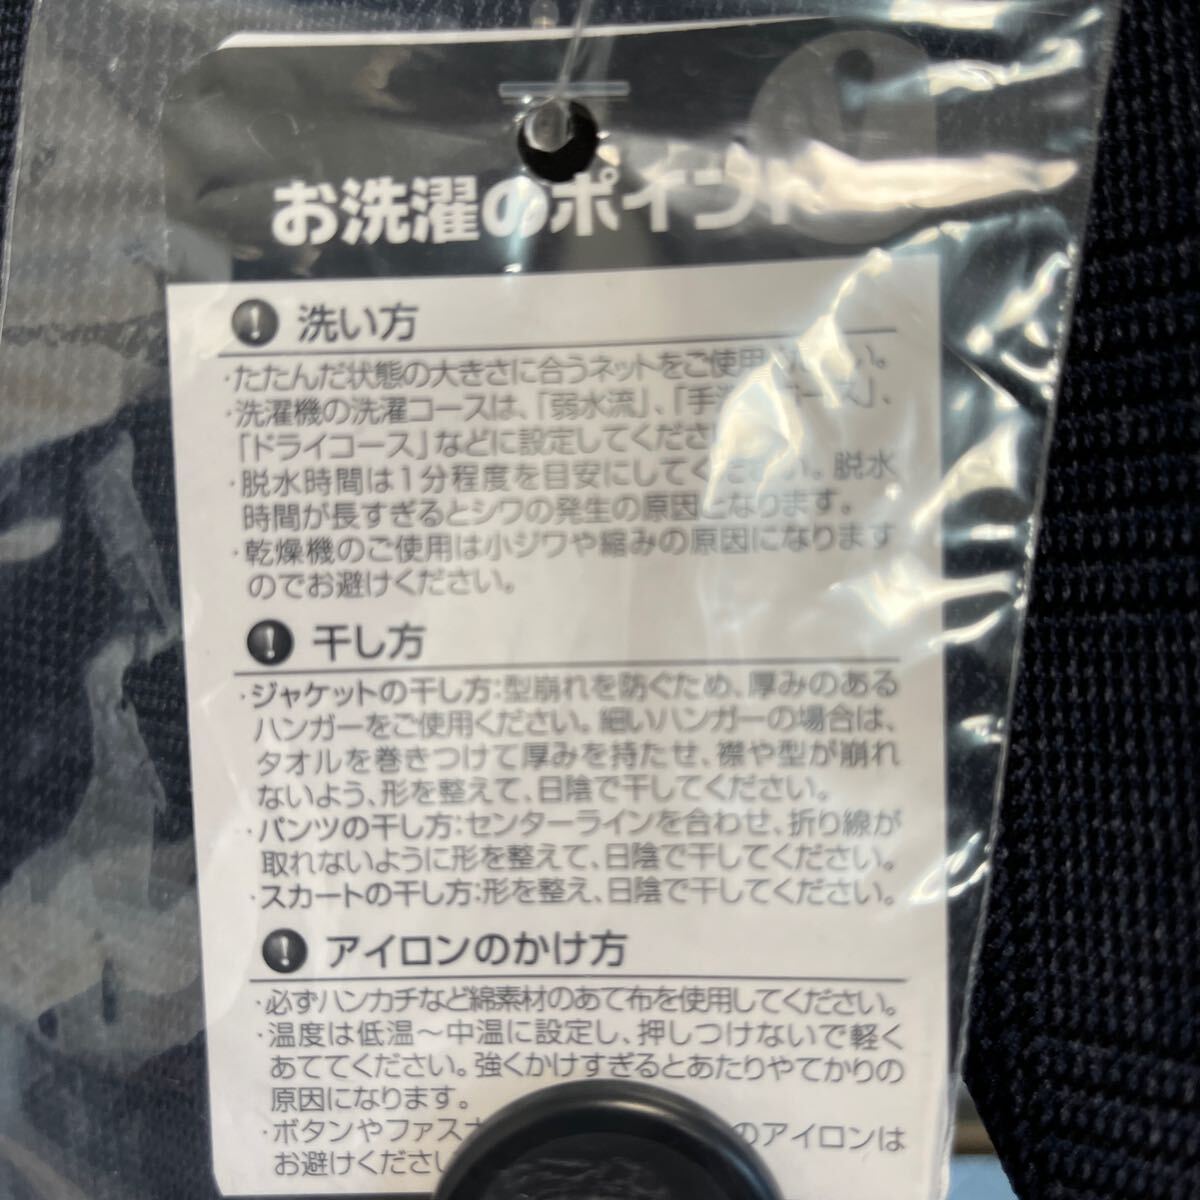 お洗濯のポイント
洗い方
・たたんだ状態の大きさに合うネットをご使用ください。
・洗濯機の洗濯コースは、「弱水流」、「手洗いコース」、
「ドライコース」などに設定してください。
・脱水時間は1分程度を目安にしてください。脱水
時間が長すぎるとシワの発生の原因となります。
・乾燥機のご使用は小ジワや縮みの原因になります
のでお避けください。
干し方
・ジャケットの干し方:型崩れを防ぐため、厚みのある
ハンガーをご使用ください。細いハンガーの場合は、
タオルを巻きつけて厚みを持たせ、襟や型が崩れ
ないよう、形を整えて、日陰で干してください。
・パンツの干し方:センターラインを合わせ、折り線が
取れないように形を整えて、日陰で干してください。
・スカートの干し方:形を整え、日陰で干してください。
アイロンのかけ方
・必ずハンカチなど綿素材のあて布を使用してください。
・温度は低温〜中温に設定し、押しつけないで軽く
あててください。強くかけすぎるとあたりやてかりの
原因になります。
・ボタンやファスナ のアイロンは
お避けくださ